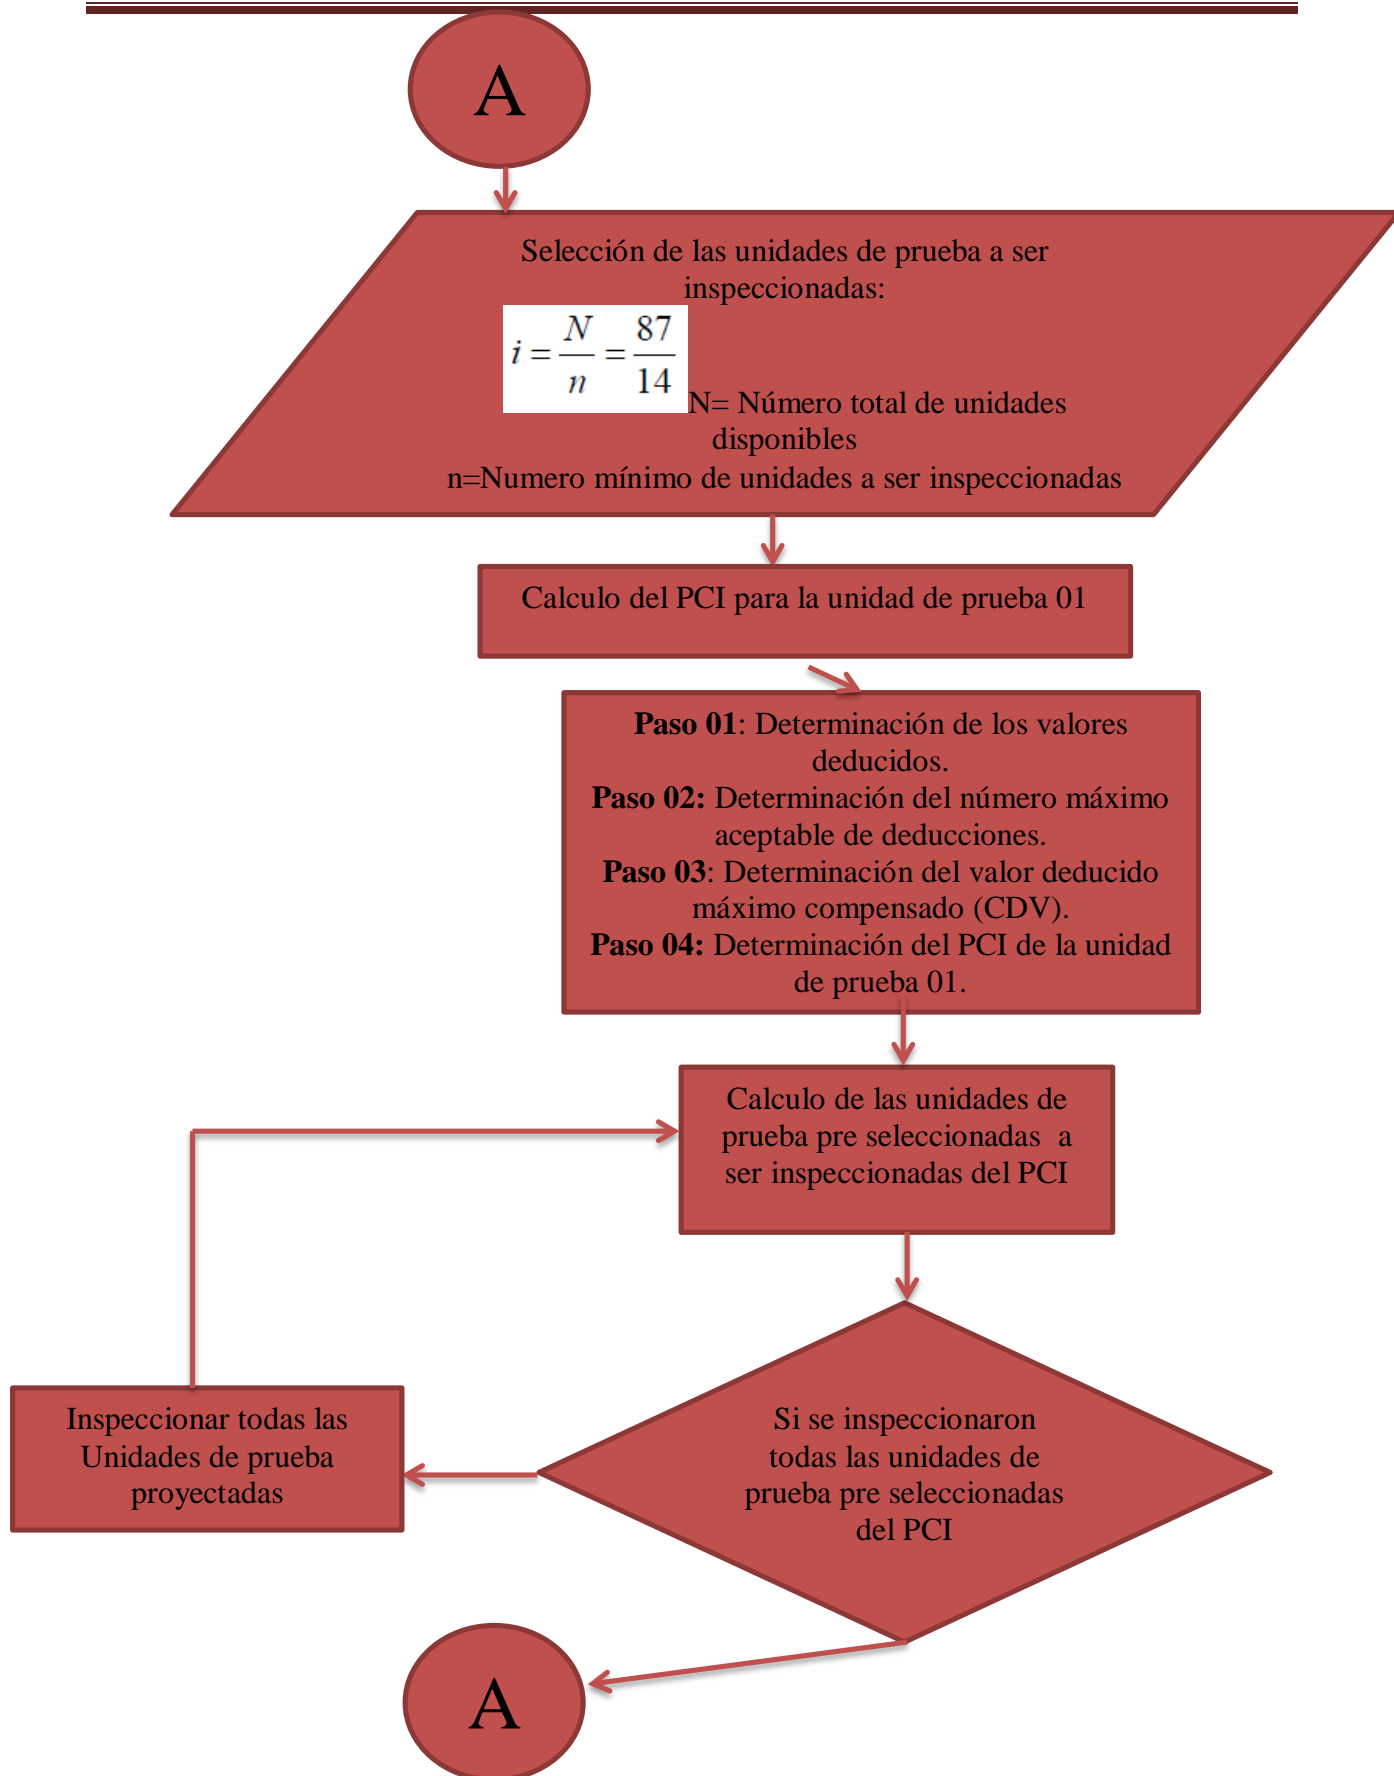 A
Selección de las unidades de prueba a ser
inspeccionadas:
i = N/n = 87/14
N= Número total de unidades
disponibles
n=Numero mínimo de unidades a ser inspeccionadas
Calculo del PCI para la unidad de prueba 01
Paso 01: Determinación de los valores
deducidos.
Paso 02: Determinación del número máximo
aceptable de deducciones.
Paso 03: Determinación del valor deducido
máximo compensado (CDV).
Paso 04: Determinación del PCI de la unidad
de prueba 01.
Calculo de las unidades de
prueba pre seleccionadas  a
ser inspeccionadas del PCI
Inspeccionar todas las
Unidades de prueba
proyectadas
Si se inspeccionaron
todas las unidades de
prueba pre seleccionadas
del PCI
A